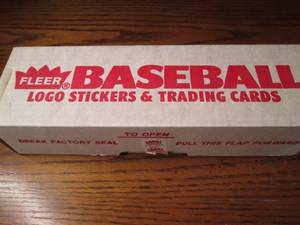 FLEER® BASEBALL
LOGO STICKERS & TRADING CARDS
TO OPEN
BREAK FACTORY SEAL PULL THIS FLAP FORWARD